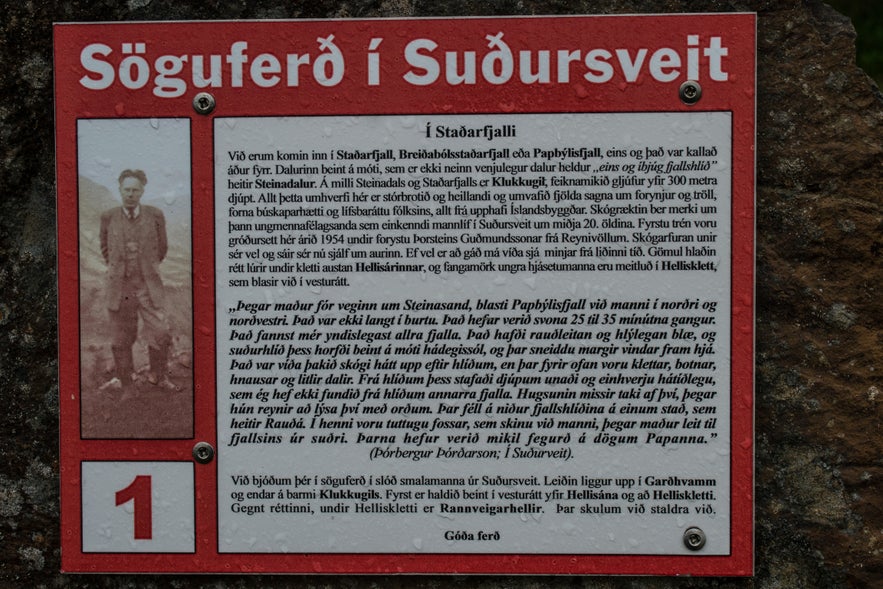 Söguferð í Suðursveit
Í Staðarfjalli
Við erum komin inn í Staðarfjall, Breiðabólsstaðarfjall eða Papbýlisfjall, eins og það var kallað
áður fyrr. Dalurinn beint á móti, sem er ekki neinn venjulegur dalur heldur „eins og íbjúg fjallshlíð”
heitir Steinadalur. Á milli Steinadals og Staðarfjalls er Klukkugil, feiknamikið gljúfur yfir 300 metra
djúpt. Allt þetta umhverfi hér er stórbrotið og heillandi og umvafið fjölda sagna um forynjur og tröll,
forna búskaparhætti og lífsbaráttu fólksins, allt frá upphafi Íslandsbyggðar. Skógræktin ber merki um
þann ungmennafélagsanda sem einkenndi mannlíf í Suðursveit um miðja 20. öldina. Fyrstu trén voru
gróðursett hér árið 1954 undir forystu Þorsteins Guðmundssonar frá Reynivöllum. Skógarfuran unir
sér vel og sáir sér nú sjálf um aurinn. Ef vel er að gáð má víða sjá minjar frá liðinni tíð. Gömul hlaðin
rétt lúrir undir kletti austan Hellisárinnar, og fangamörk ungra hjásetumanna eru meitluð í Hellisklett,
sem blasir við í vesturátt.
„Þegar maður fór veginn um Steinasand, blasti Papbýlisfjall við manni í norðri og
norðvestri. Það var ekki langt í burtu. Það hefar verið svona 25 til 35 mínútna gangur.
Það fannst mér yndislegast allra fjalla. Það hafði rauðleitan og hlýlegan blæ, og
suðurhlíð þess horfði beint á móti hádegissól, og þar sneiddu margir vindar fram hjá.
Það var víða þakið skógi hátt upp eftir hlíðum, en þar fyrir ofan voru klettar, botnar,
hnausar og litlir dalir. Frá hlíðum þess stafaði djúpum unaði og einhverju hátíðlegu,
sem ég hef ekki fundið frá hlíðum annarra fjalla. Hugsunin missir taki af því, þegar
hún reynir að lýsa því með orðum. Þar féll á niður fjallshlíðina á einum stað, sem
heitir Rauðá. Í henni voru tuttugu fossar, sem skinu við manni, þegar maður leit til
fjallsins úr suðri. Þarna hefur verið mikil fegurð á dögum Papanna.”
(Þórbergur Þórðarson; Í Suðurveit).
1
Við bjóðum þér í söguferð í slóð smalamanna úr Suðursveit. Leiðin liggur upp í Garðhvamm
og endar á barmi Klukkugils. Fyrst er haldið beint í vesturátt yfir Hellisána og að Helliskletti.
Gegnt réttinni, undir Helliskletti er Rannveigarhellir. Þar skulum við staldra við.
Góða ferð